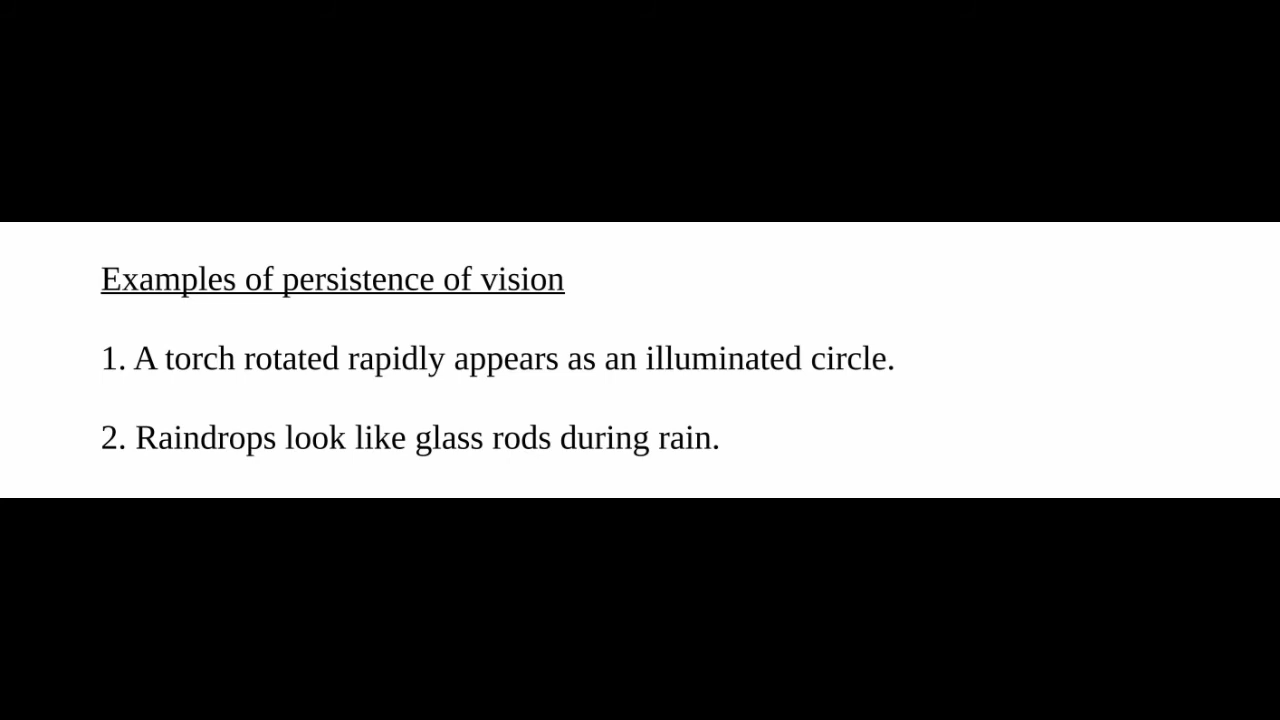 Examples of persistence of vision
1. A torch rotated rapidly appears as an illuminated circle.
2. Raindrops look like glass rods during rain.